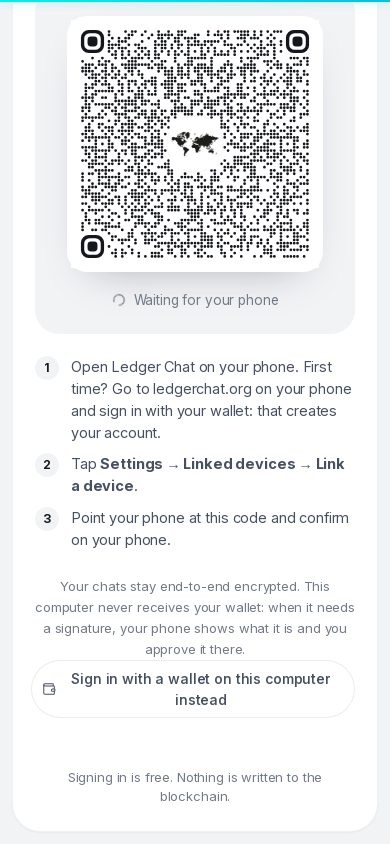 Waiting for your phone
1 Open Ledger Chat on your phone. First
time? Go to ledgerchat.org on your phone
and sign in with your wallet: that creates
your account.
2 Tap Settings → Linked devices → Link
a device.
3 Point your phone at this code and confirm
on your phone.
Your chats stay end-to-end encrypted. This
computer never receives your wallet: when it needs
a signature, your phone shows what it is and you
approve it there.
Sign in with a wallet on this computer
instead
Signing in is free. Nothing is written to the
blockchain.